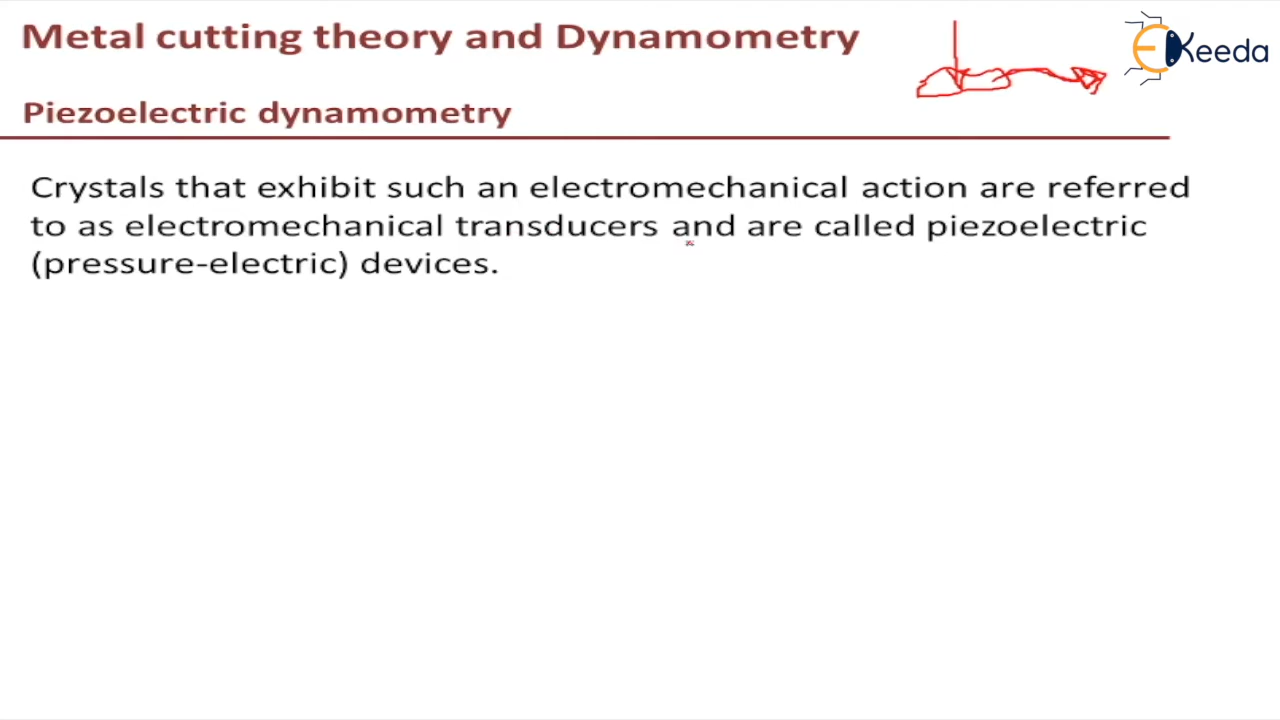 Metal cutting theory and Dynamometry
EKeeda
Piezoelectric dynamometry
Crystals that exhibit such an electromechanical action are referred
to as electromechanical transducers and are called piezoelectric
(pressure-electric) devices.